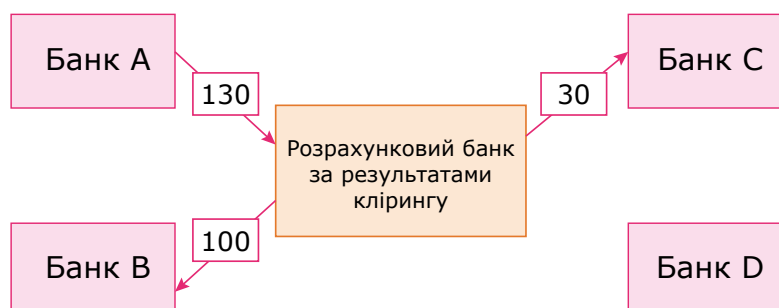 Банк A
Банк C
130
30
Розрахунковий банк
за результатами
клірингу
100
Банк B
Банк D